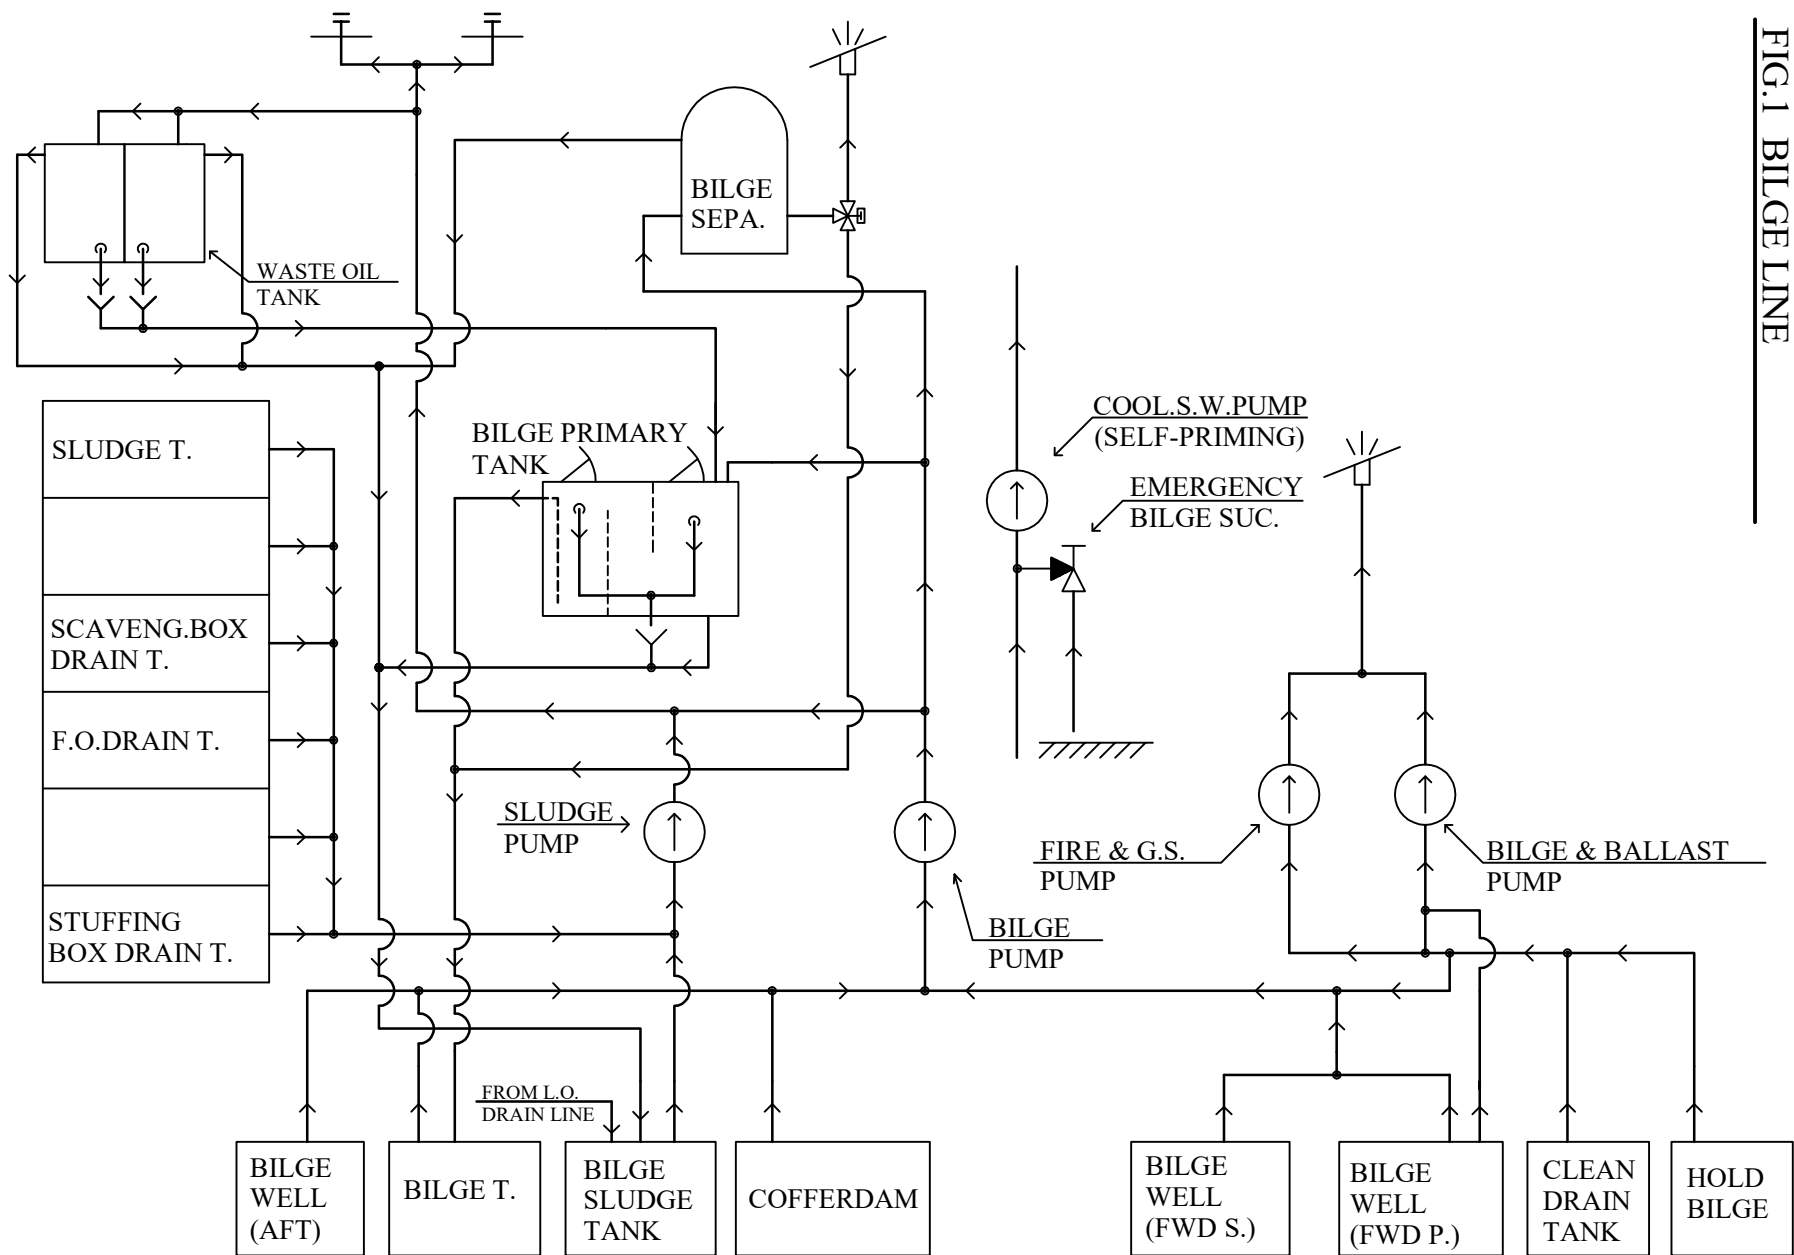 FIG.1 BILGE LINE
BILGE
SEPA.
WASTE OIL
TANK
COOL.S.W.PUMP
(SELF-PRIMING)
BILGE PRIMARY
TANK
SLUDGE T.
EMERGENCY
BILGE SUC.
SCAVENG.BOX
DRAIN T.
F.O.DRAIN T.
SLUDGE
PUMP
FIRE & G.S.
PUMP
BILGE & BALLAST
PUMP
STUFFING
BOX DRAIN T.
BILGE
PUMP
FROM L.O.
DRAIN LINE
BILGE
WELL
(AFT)
BILGE T.
BILGE
SLUDGE
TANK
COFFERDAM
BILGE
WELL
(FWD S.)
BILGE
WELL
(FWD P.)
CLEAN
DRAIN
TANK
HOLD
BILGE